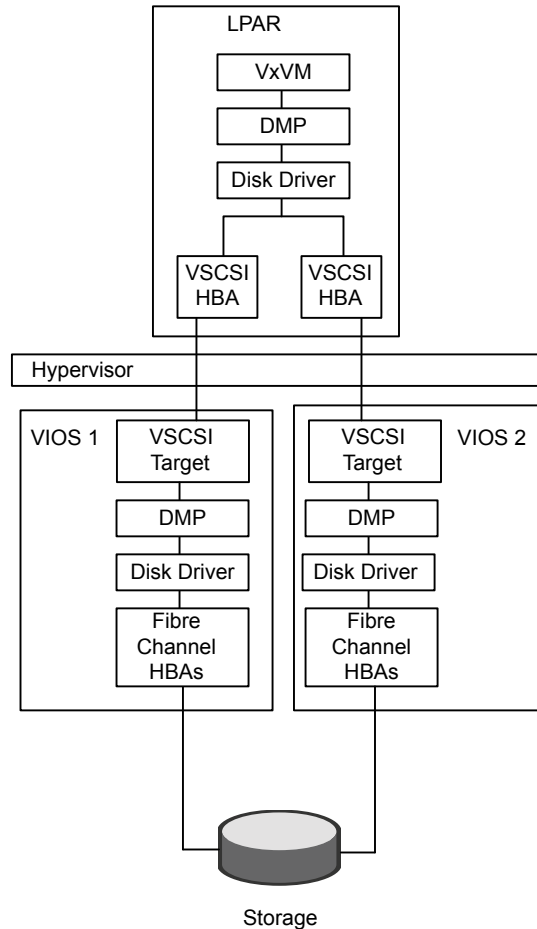 LPAR
VxVM
DMP
Disk Driver
VSCSI
HBA
VSCSI
HBA
Hypervisor
VIOS 1
VSCSI
Target
DMP
Disk Driver
Fibre
Channel
HBAs
VSCSI
Target
VIOS 2
DMP
Disk Driver
Fibre
Channel
HBAs
Storage